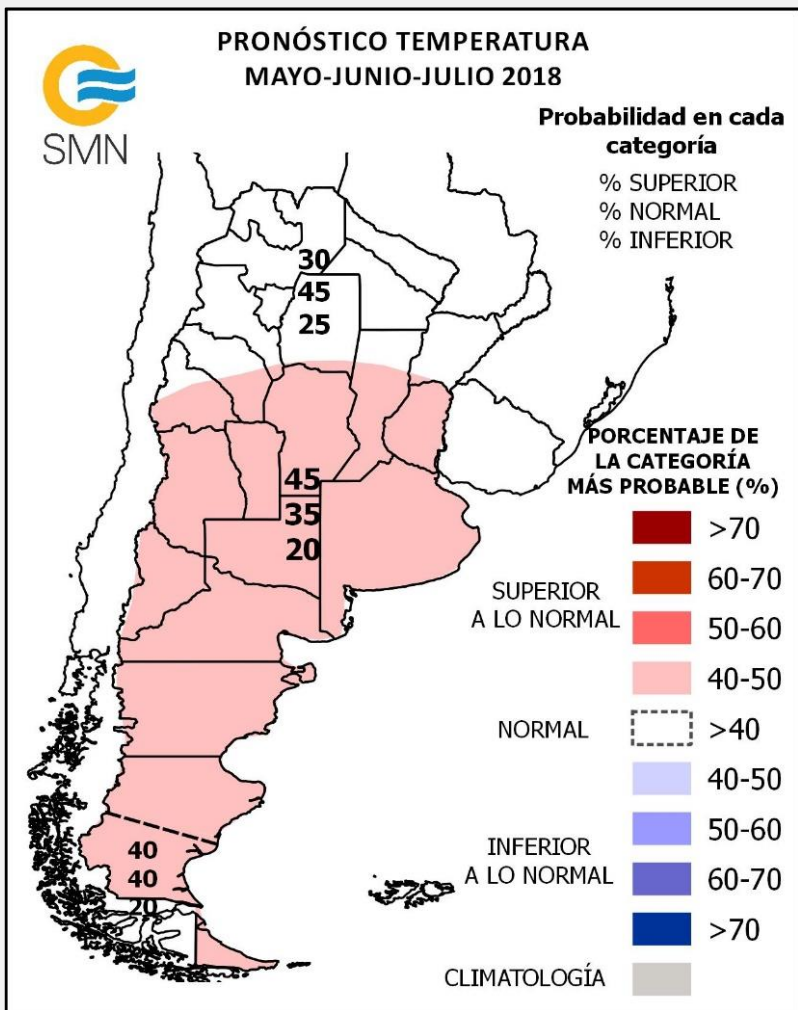 PRONÓSTICO TEMPERATURA
MAYO-JUNIO-JULIO 2018
SMN
Probabilidad en cada
categoría
% SUPERIOR
% NORMAL
% INFERIOR
30
45
25
45
35
20
40
40
20
PORCENTAJE DE
LA CATEGORÍA
MÁS PROBABLE (%)
>70
60-70
SUPERIOR
A LO NORMAL
50-60
40-50
NORMAL
>40
40-50
50-60
INFERIOR
A LO NORMAL
60-70
>70
CLIMATOLOGÍA